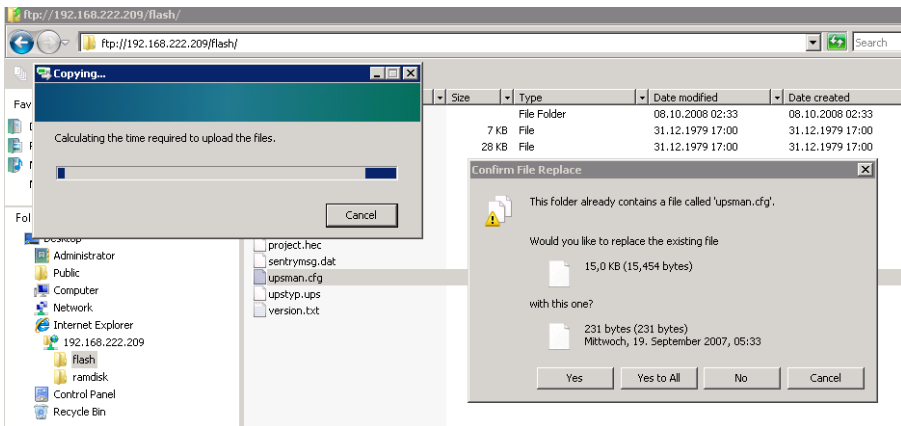 ftp://192.168.222.209/flash/
ftp://192.168.222.209/flash/
Search
Copying...
Calculating the time required to upload the files.
Cancel
Size Type Date modified Date created
File Folder 08.10.2008 02:33 08.10.2008 02:33
7 KB File 31.12.1979 17:00 31.12.1979 17:00
28 KB File 31.12.1979 17:00 31.12.1979 17:00
Fav
Fol
Desktop
Administrator
Public
Computer
Network
Internet Explorer
192.168.222.209
flash
ramdisk
Control Panel
Recycle Bin
project.hec
sentrymsg.dat
upsman.cfg
upstyp.ups
version.txt
Confirm File Replace
This folder already contains a file called 'upsman.cfg'.
Would you like to replace the existing file
15,0 KB (15,454 bytes)
with this one?
231 bytes (231 bytes)
Mittwoch, 19. September 2007, 05:33
Yes Yes to All No Cancel